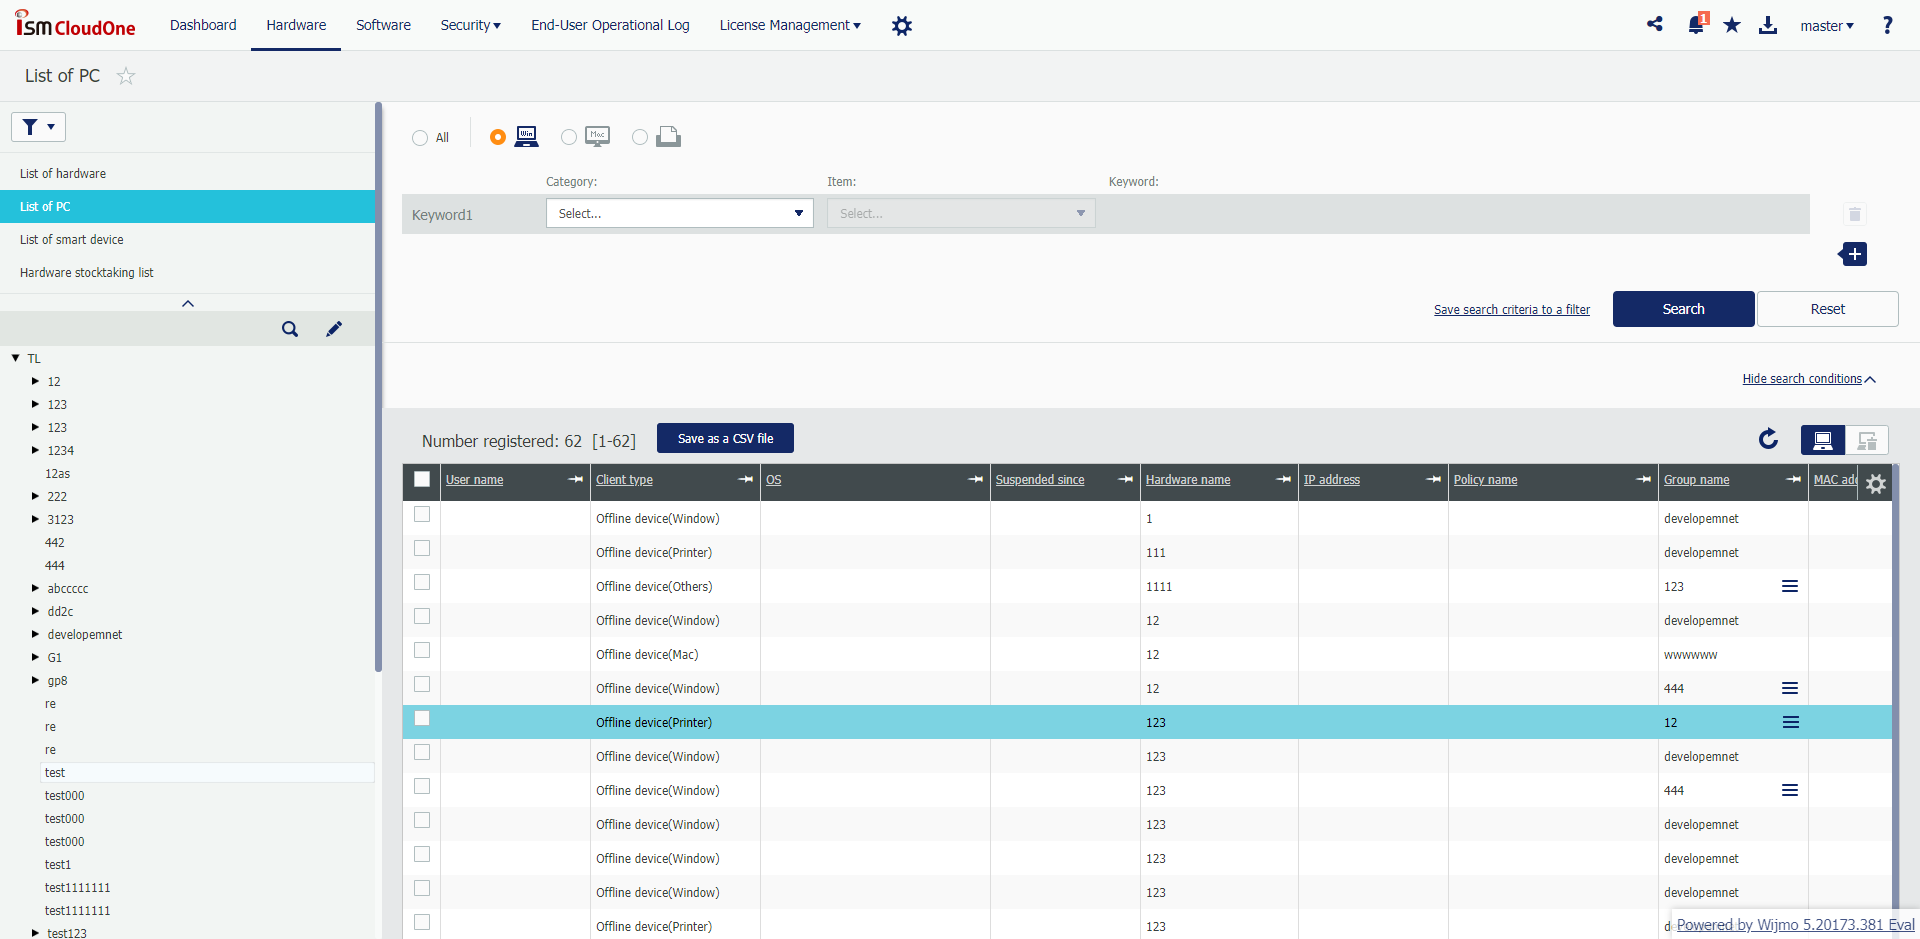 iSM CloudOne Dashboard Hardware Software Security End-User Operational Log License Management 1 master ?
List of PC
List of hardware
List of PC
List of smart device
Hardware stocktaking list
TL
12
123
123
1234
12as
222
3123
442
444
abccccc
dd2c
developemnet
G1
gp8
re
re
re
test
test000
test000
test000
test1
test1111111
test1111111
test123
All Win Mac
Category: Item: Keyword:
Keyword1 Select... Select...
Save search criteria to a filter Search Reset
Hide search conditions
Number registered: 62 [1-62] Save as a CSV file
User name Client type OS Suspended since Hardware name IP address Policy name Group name MAC add
Offline device(Window) 1 developemnet
Offline device(Printer) 111 developemnet
Offline device(Others) 1111 123
Offline device(Window) 12 developemnet
Offline device(Mac) 12 wwwwww
Offline device(Window) 12 444
Offline device(Printer) 123 12
Offline device(Window) 123 developemnet
Offline device(Window) 123 444
Offline device(Window) 123 developemnet
Offline device(Window) 123 developemnet
Offline device(Window) 123 developemnet
Offline device(Printer) 123
Powered by Wijmo 5.20173.381 Eval